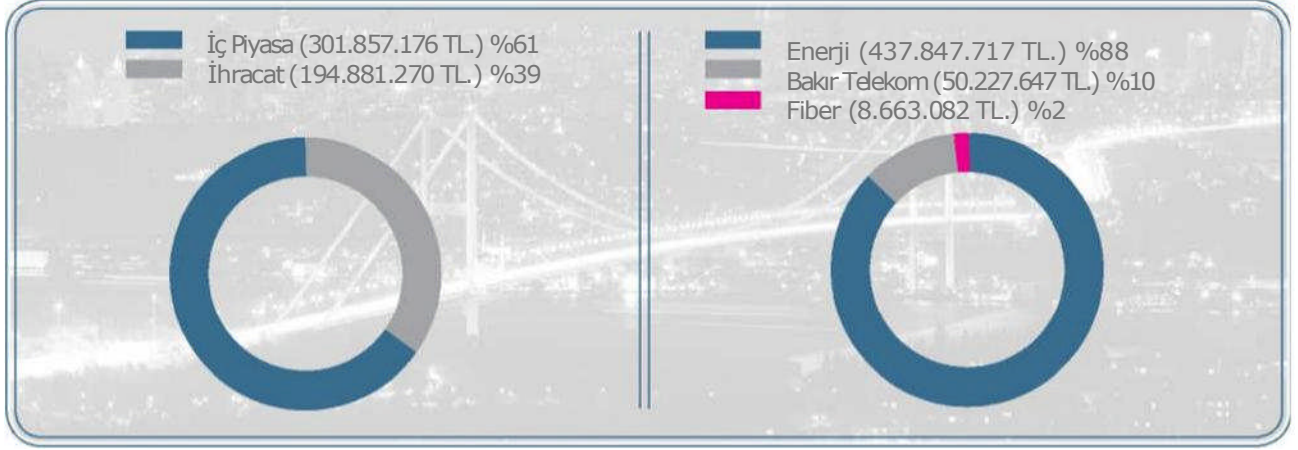 İç Piyasa (301.857.176 TL.) %61
İhracat (194.881.270 TL.) %39
Enerji (437.847.717 TL.) %88
Bakır Telekom (50.227.647 TL.) %10
Fiber (8.663.082 TL.) %2